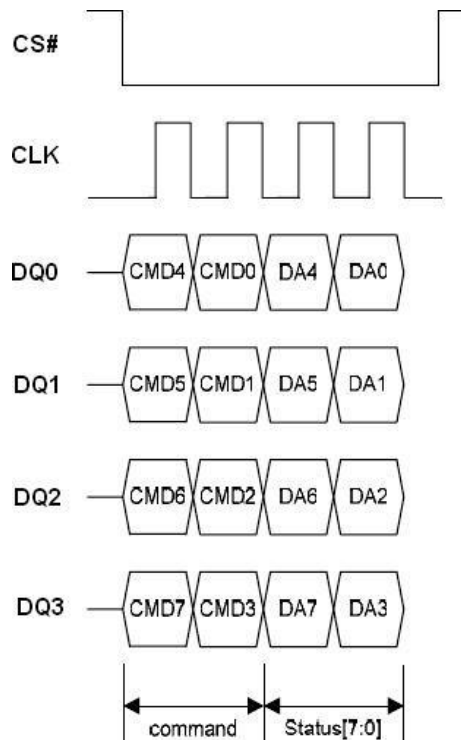 CS#
CLK
DQ0 CMD4 CMD0 DA4 DA0
DQ1 CMD5 CMD1 DA5 DA1
DQ2 CMD6 CMD2 DA6 DA2
DQ3 CMD7 CMD3 DA7 DA3
command Status[7:0]